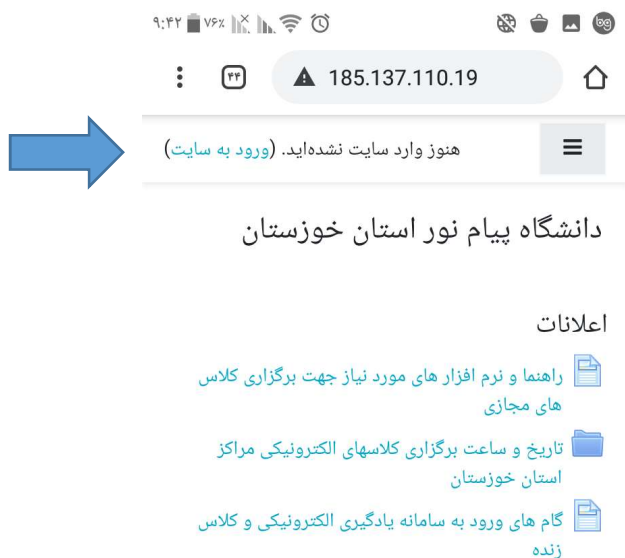 ۹:۴۲ ۷۶٪
۴۴ 185.137.110.19
هنوز وارد سایت نشده‌اید. (ورود به سایت)
دانشگاه پیام نور استان خوزستان
اعلانات
راهنما و نرم افزار های مورد نیاز جهت برگزاری کلاس
های مجازی
تاریخ و ساعت برگزاری کلاسهای الکترونیکی مراکز
استان خوزستان
گام های ورود به سامانه یادگیری الکترونیکی و کلاس
زنده